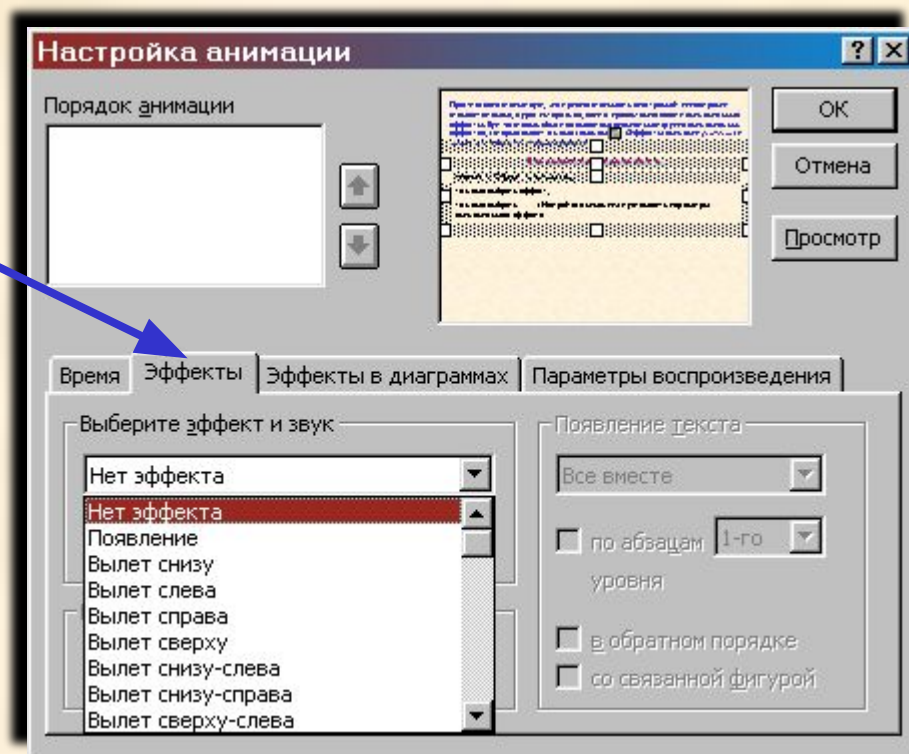 Настройка анимации
Порядок анимации
ОК
Отмена
Просмотр
Время Эффекты Эффекты в диаграммах Параметры воспроизведения
Выберите эффект и звук
Нет эффекта
Нет эффекта
Появление
Вылет снизу
Вылет слева
Вылет справа
Вылет сверху
Вылет снизу-слева
Вылет снизу-справа
Вылет сверху-слева
Появление текста
Все вместе
по абзацам 1-го
уровня
в обратном порядке
со связанной фигурой